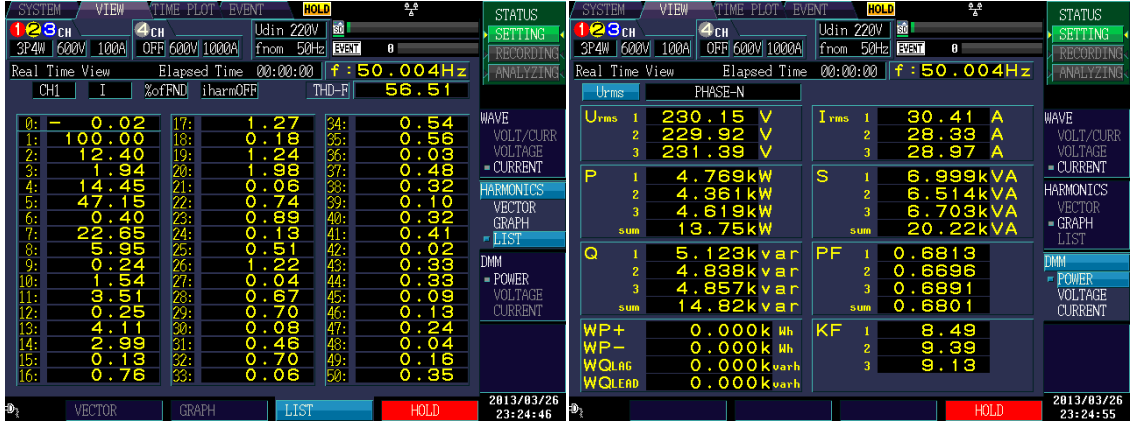 SYSTEM VIEW TIME PLOT EVENT HOLD
1 2 3 CH 4 CH Udin 220V SD
3P4W 600V 100A OFF 600V 1000A fnom 50Hz EVENT 0
Real Time View Elapsed Time 00:00:00 f:50.004Hz
CH1 I %ofFND iharmOFF THD-F 56.51
0: - 0.02 17: 1.27 34: 0.54
1: 100.00 18: 0.18 35: 0.56
2: 12.40 19: 1.24 36: 0.03
3: 1.94 20: 1.98 37: 0.48
4: 14.45 21: 0.06 38: 0.32
5: 47.15 22: 0.74 39: 0.10
6: 0.40 23: 0.89 40: 0.32
7: 22.65 24: 0.13 41: 0.41
8: 5.95 25: 0.51 42: 0.02
9: 0.24 26: 1.22 43: 0.33
10: 1.54 27: 0.04 44: 0.33
11: 3.51 28: 0.67 45: 0.09
12: 0.25 29: 0.70 46: 0.13
13: 4.11 30: 0.08 47: 0.24
14: 2.99 31: 0.46 48: 0.04
15: 0.13 32: 0.70 49: 0.16
16: 0.76 33: 0.06 50: 0.35
STATUS
SETTING
RECORDING
ANALYZING
WAVE
VOLT/CURR
VOLTAGE
CURRENT
HARMONICS
VECTOR
GRAPH
LIST
DMM
POWER
VOLTAGE
CURRENT
VECTOR GRAPH LIST HOLD
2013/03/26
23:24:46
SYSTEM VIEW TIME PLOT EVENT HOLD
1 2 3 CH 4 CH Udin 220V SD
3P4W 600V 100A OFF 600V 1000A fnom 50Hz EVENT 0
Real Time View Elapsed Time 00:00:00 f:50.004Hz
Urms PHASE-N
Urms 1 230.15 V Irms 1 30.41 A
2 229.92 V 2 28.33 A
3 231.39 V 3 28.97 A
P 1 4.769kW S 1 6.999kVA
2 4.361kW 2 6.514kVA
3 4.619kW 3 6.703kVA
sum 13.75kW sum 20.22kVA
Q 1 5.123kvar PF 1 0.6813
2 4.838kvar 2 0.6696
3 4.857kvar 3 0.6891
sum 14.82kvar sum 0.6801
WP+ 0.000k Wh KF 1 8.49
WP- 0.000k Wh 2 9.39
WQLAG 0.000k varh 3 9.13
WQLEAD 0.000k varh
STATUS
SETTING
RECORDING
ANALYZING
WAVE
VOLT/CURR
VOLTAGE
CURRENT
HARMONICS
VECTOR
GRAPH
LIST
DMM
POWER
VOLTAGE
CURRENT
HOLD
2013/03/26
23:24:55